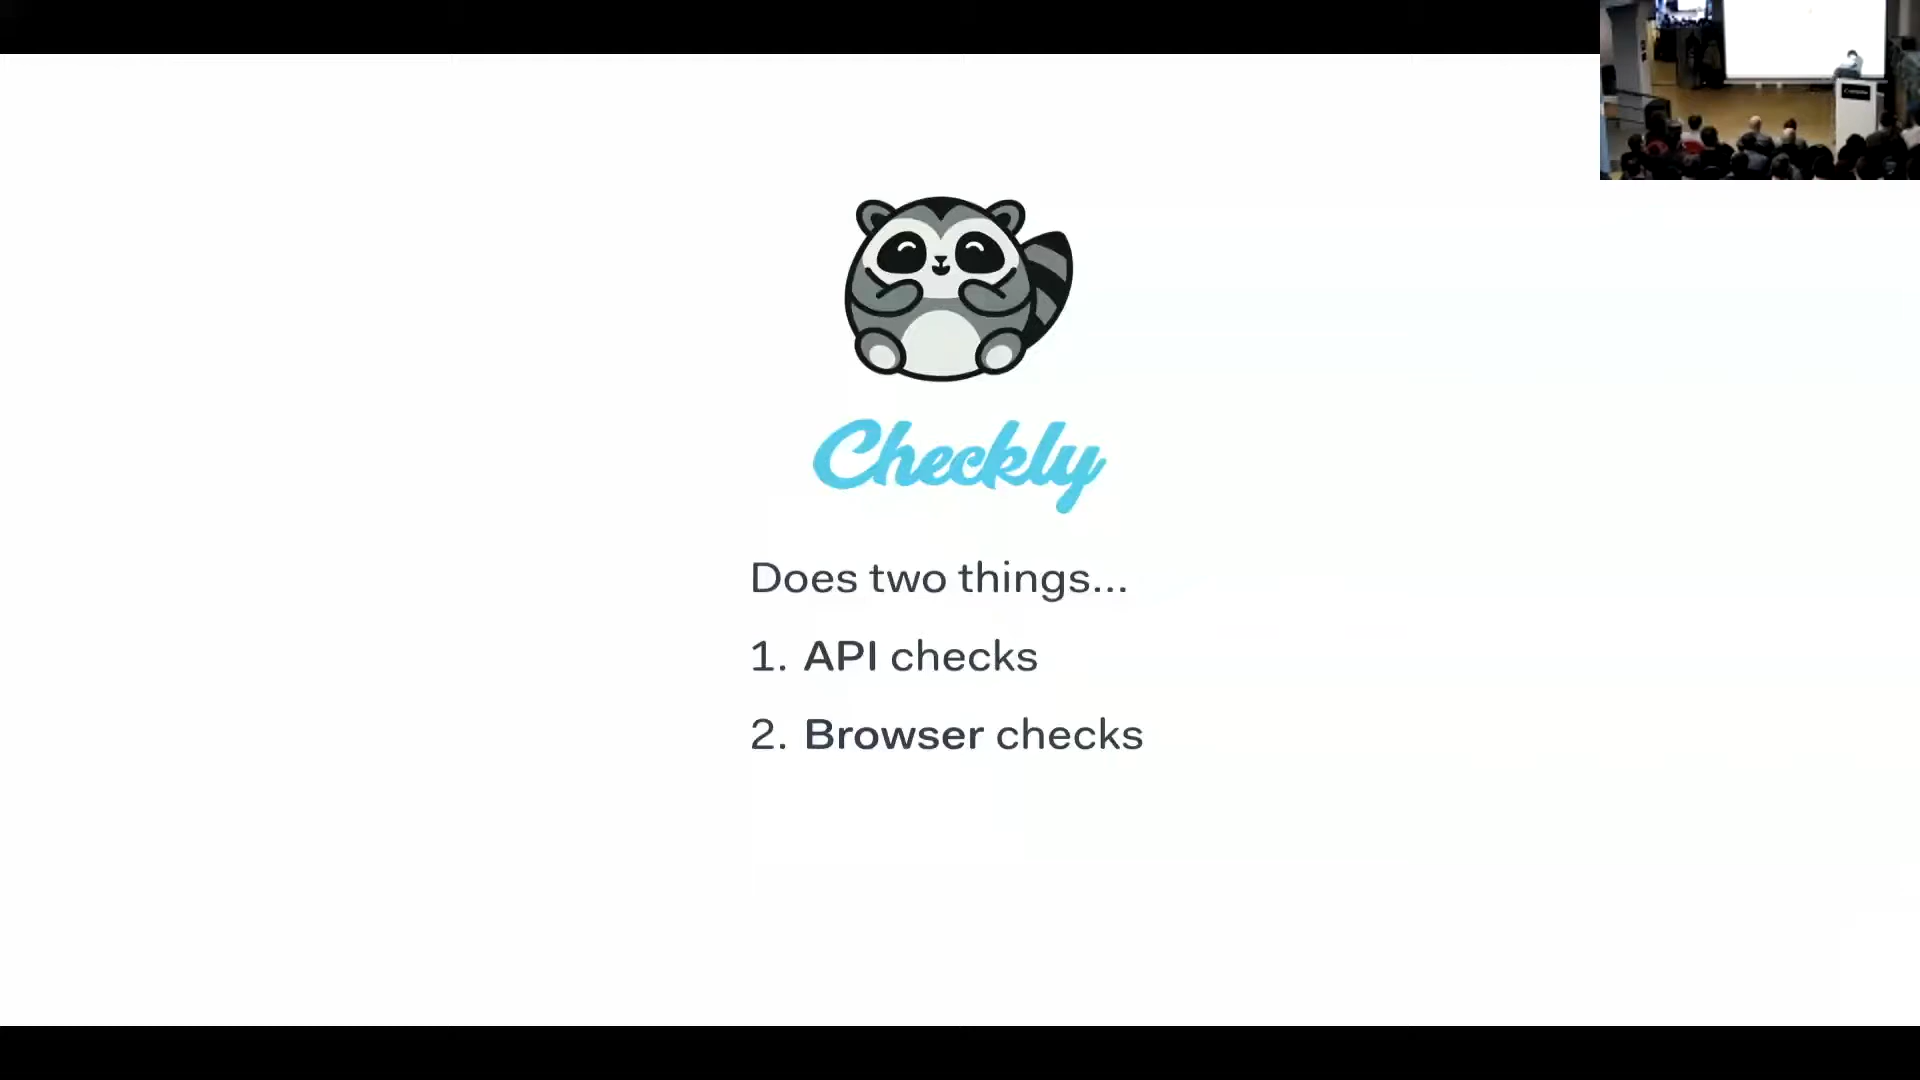 Checkly
Does two things...
1. API checks
2. Browser checks